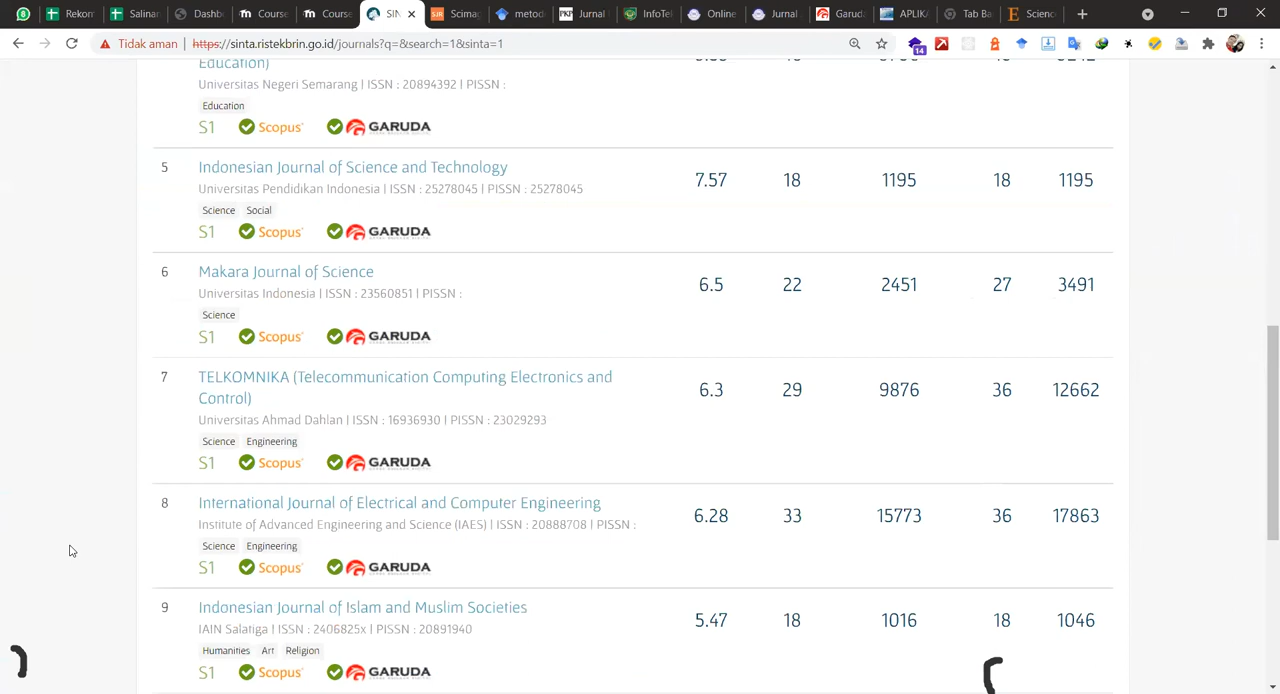 Rekom
Salinar
Dashb
Course
Course
SIN
Scimag
metod
Jurnal
InfoTel
Online
Jurnal
Garuda
APLIKA
Tab Ba
Scienc
Tidak aman | https://sinta.ristekbrin.go.id/journals?q=&search=1&sinta=1
14
Education)
Universitas Negeri Semarang | ISSN : 20894392 | PISSN :
Education
S1 Scopus GARUDA
5 Indonesian Journal of Science and Technology 7.57 18 1195 18 1195
Universitas Pendidikan Indonesia | ISSN : 25278045 | PISSN : 25278045
Science Social
S1 Scopus GARUDA
6 Makara Journal of Science 6.5 22 2451 27 3491
Universitas Indonesia | ISSN : 23560851 | PISSN :
Science
S1 Scopus GARUDA
7 TELKOMNIKA (Telecommunication Computing Electronics and 6.3 29 9876 36 12662
Control)
Universitas Ahmad Dahlan | ISSN : 16936930 | PISSN : 23029293
Science Engineering
S1 Scopus GARUDA
8 International Journal of Electrical and Computer Engineering 6.28 33 15773 36 17863
Institute of Advanced Engineering and Science (IAES) | ISSN : 20888708 | PISSN :
Science Engineering
S1 Scopus GARUDA
9 Indonesian Journal of Islam and Muslim Societies 5.47 18 1016 18 1046
IAIN Salatiga | ISSN : 2406825x | PISSN : 20891940
Humanities Art Religion
S1 Scopus GARUDA